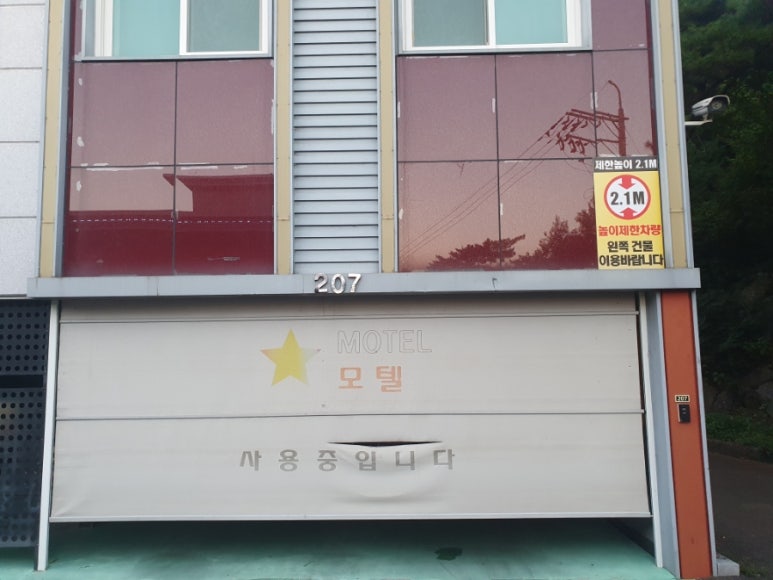 제한높이 2.1M
2.1M
높이제한차량
왼쪽 건물
이용바랍니다
207
MOTEL
모텔
207
사용중입니다